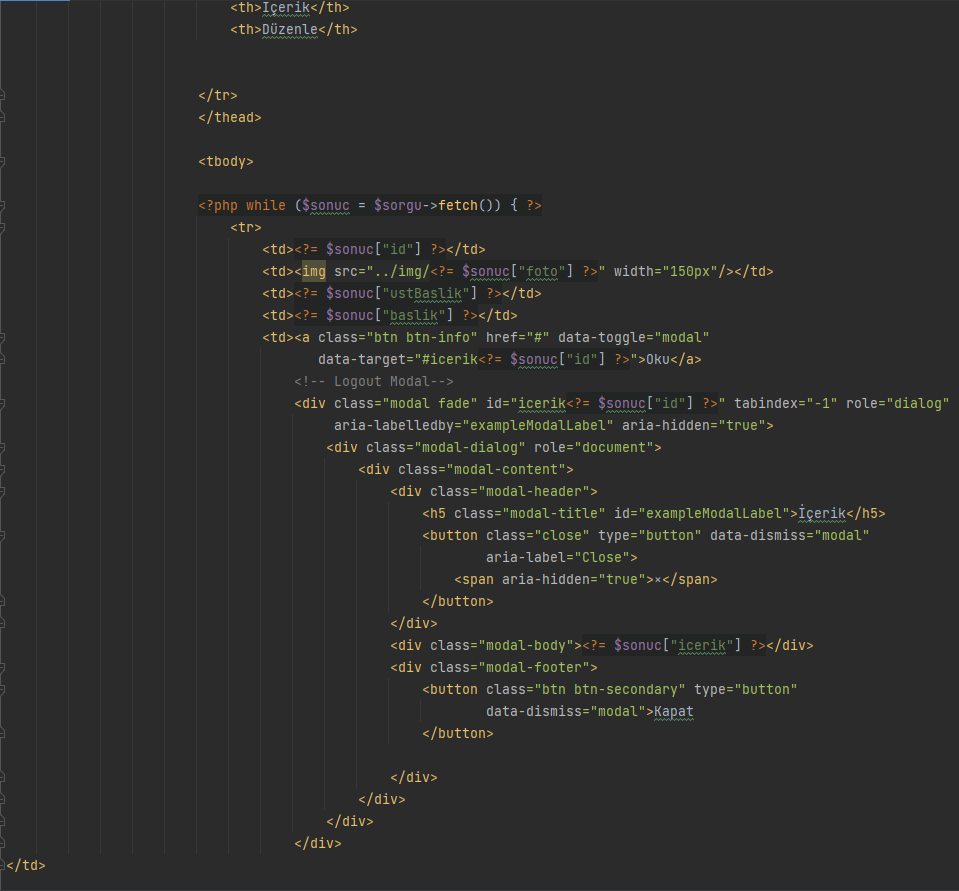 <th>İçerik</th>
<th>Düzenle</th>
</tr>
</thead>
<tbody>
<?php while ($sonuc = $sorgu->fetch()) { ?>
<tr>
<td><?= $sonuc["id"] ?></td>
<td><img src="../img/<?= $sonuc["foto"] ?>" width="150px"/></td>
<td><?= $sonuc["ustBaslik"] ?></td>
<td><?= $sonuc["baslik"] ?></td>
<td><a class="btn btn-info" href="#" data-toggle="modal"
data-target="#icerik<?= $sonuc["id"] ?>">Oku</a>
<!-- Logout Modal-->
<div class="modal fade" id="icerik<?= $sonuc["id"] ?>" tabindex="-1" role="dialog"
aria-labelledby="exampleModalLabel" aria-hidden="true">
<div class="modal-dialog" role="document">
<div class="modal-content">
<div class="modal-header">
<h5 class="modal-title" id="exampleModalLabel">İçerik</h5>
<button class="close" type="button" data-dismiss="modal"
aria-label="Close">
<span aria-hidden="true">×</span>
</button>
</div>
<div class="modal-body"><?= $sonuc["icerik"] ?></div>
<div class="modal-footer">
<button class="btn btn-secondary" type="button"
data-dismiss="modal">Kapat
</button>
</div>
</div>
</div>
</div>
</td>